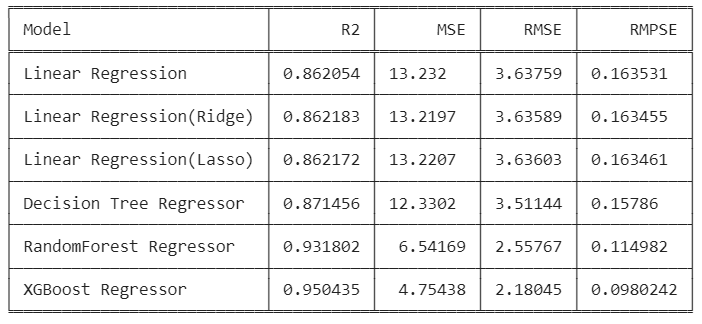 Model R2 MSE RMSE RMPSE
Linear Regression 0.862054 13.232 3.63759 0.163531
Linear Regression(Ridge) 0.862183 13.2197 3.63589 0.163455
Linear Regression(Lasso) 0.862172 13.2207 3.63603 0.163461
Decision Tree Regressor 0.871456 12.3302 3.51144 0.15786
RandomForest Regressor 0.931802 6.54169 2.55767 0.114982
XGBoost Regressor 0.950435 4.75438 2.18045 0.0980242